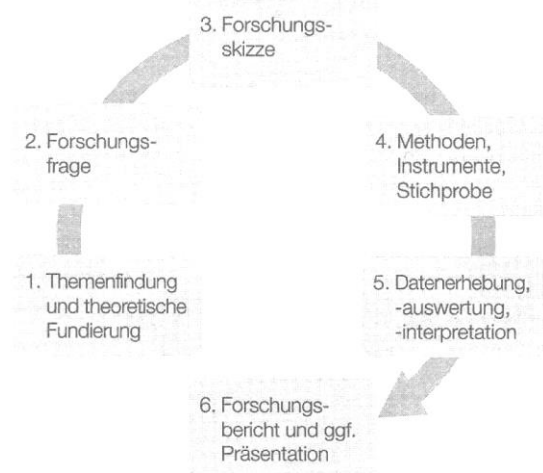 3. Forschungs-
skizze
2. Forschungs-
frage
4. Methoden,
Instrumente,
Stichprobe
1. Themenfindung
und theoretische
Fundierung
5. Datenerhebung,
-auswertung,
-interpretation
6. Forschungs-
bericht und ggf.
Präsentation